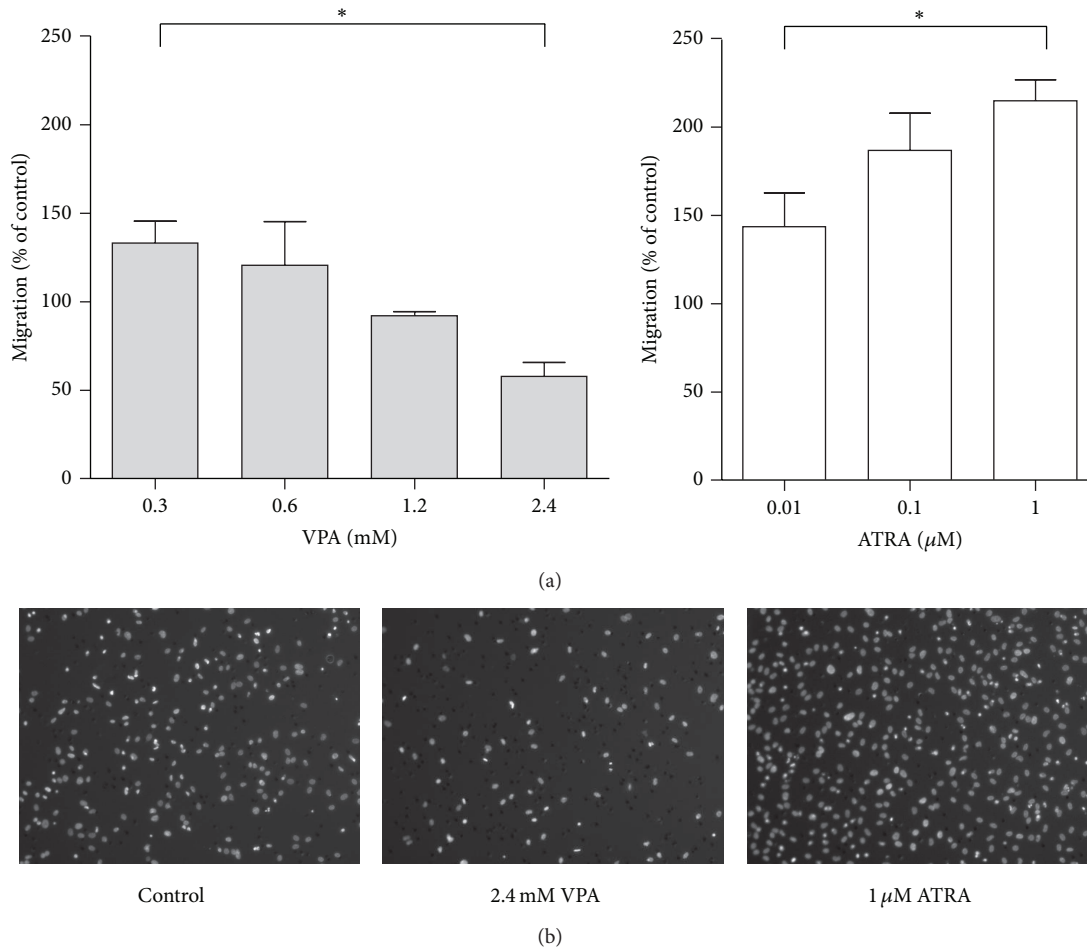 *
250
200
150
100
50
0
Migration (% of control)
0.3 0.6 1.2 2.4
VPA (mM)
*
250
200
150
100
50
0
Migration (% of control)
0.01 0.1 1
ATRA (μM)
(a)
Control 2.4 mM VPA 1 μM ATRA
(b)